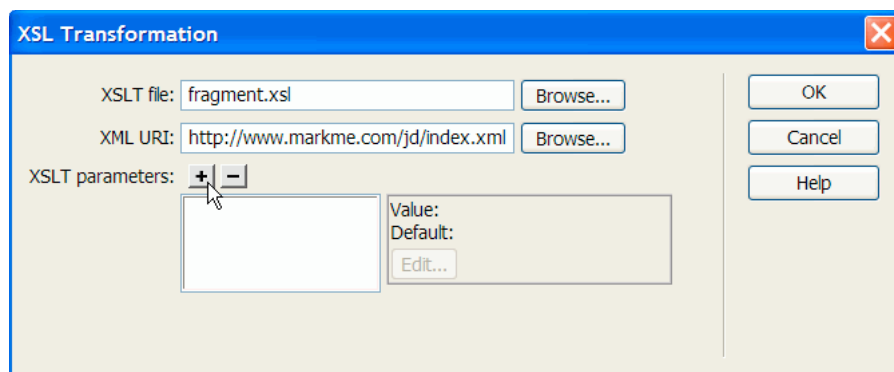 XSL Transformation
XSLT file: fragment.xsl Browse... OK
XML URI: http://www.markme.com/jd/index.xml Browse... Cancel
XSLT parameters: + − Help
Value:
Default:
Edit...